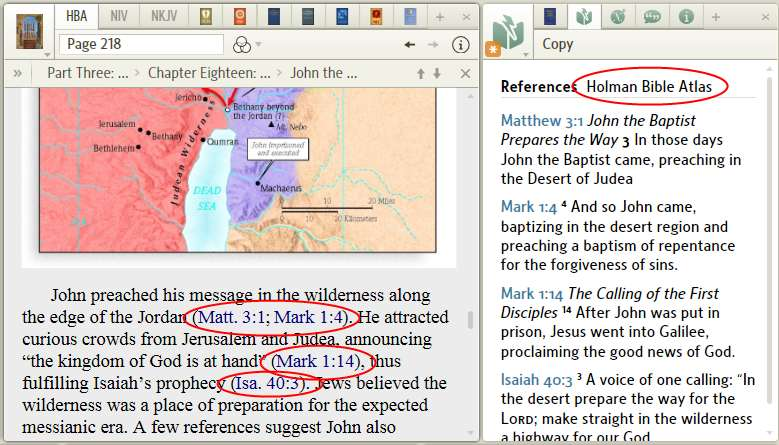 HBA NIV NKJV
Page 218
Part Three: ... > Chapter Eighteen: ... > John the ...
Jericho
Bethany beyond
the Jordan (?)
Mt. Nebo
Jerusalem
Bethany
Bethlehem
Qumran
Judean Wilderness
John imprisoned
and executed
Machaerus
DEAD
SEA
10 20 Miles
10 20 Kilometers
John preached his message in the wilderness along
the edge of the Jordan (Matt. 3:1; Mark 1:4). He attracted
curious crowds from Jerusalem and Judea, announcing
“the kingdom of God is at hand” (Mark 1:14), thus
fulfilling Isaiah’s prophecy (Isa. 40:3). Jews believed the
wilderness was a place of preparation for the expected
messianic era. A few references suggest John also
Copy
References Holman Bible Atlas
Matthew 3:1 John the Baptist
Prepares the Way 3 In those days
John the Baptist came, preaching in
the Desert of Judea
Mark 1:4 4 And so John came,
baptizing in the desert region and
preaching a baptism of repentance
for the forgiveness of sins.
Mark 1:14 The Calling of the First
Disciples 14 After John was put in
prison, Jesus went into Galilee,
proclaiming the good news of God.
Isaiah 40:3 3 A voice of one calling: “In
the desert prepare the way for the
LORD; make straight in the wilderness
a highway for our God